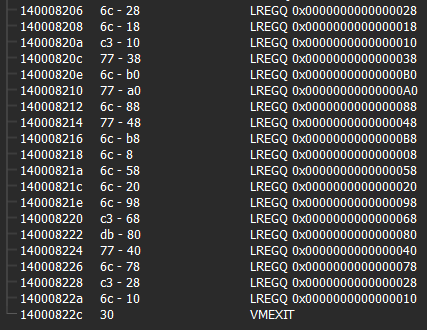 140008206 6c - 28 LREGQ 0x0000000000000028
140008208 6c - 18 LREGQ 0x0000000000000018
14000820a c3 - 10 LREGQ 0x0000000000000010
14000820c 77 - 38 LREGQ 0x0000000000000038
14000820e 6c - b0 LREGQ 0x00000000000000B0
140008210 77 - a0 LREGQ 0x00000000000000A0
140008212 6c - 88 LREGQ 0x0000000000000088
140008214 77 - 48 LREGQ 0x0000000000000048
140008216 6c - b8 LREGQ 0x00000000000000B8
140008218 6c - 8 LREGQ 0x0000000000000008
14000821a 6c - 58 LREGQ 0x0000000000000058
14000821c 6c - 20 LREGQ 0x0000000000000020
14000821e 6c - 98 LREGQ 0x0000000000000098
140008220 c3 - 68 LREGQ 0x0000000000000068
140008222 db - 80 LREGQ 0x0000000000000080
140008224 77 - 40 LREGQ 0x0000000000000040
140008226 6c - 78 LREGQ 0x0000000000000078
140008228 c3 - 28 LREGQ 0x0000000000000028
14000822a 6c - 10 LREGQ 0x0000000000000010
14000822c 30 VMEXIT